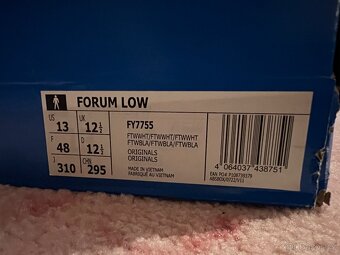 FORUM LOW
US 13 UK 12½
F 48 D 12½
J 310 CHN 295
FY7755
FTWWHT/FTWWHT/FTWWHT
FTWBLA/FTWBLA/FTWBLA
ORIGINALS
ORIGINALS
MADE IN VIETNAM
FABRIQUÉ AU VIETNAM
4 064037 438751